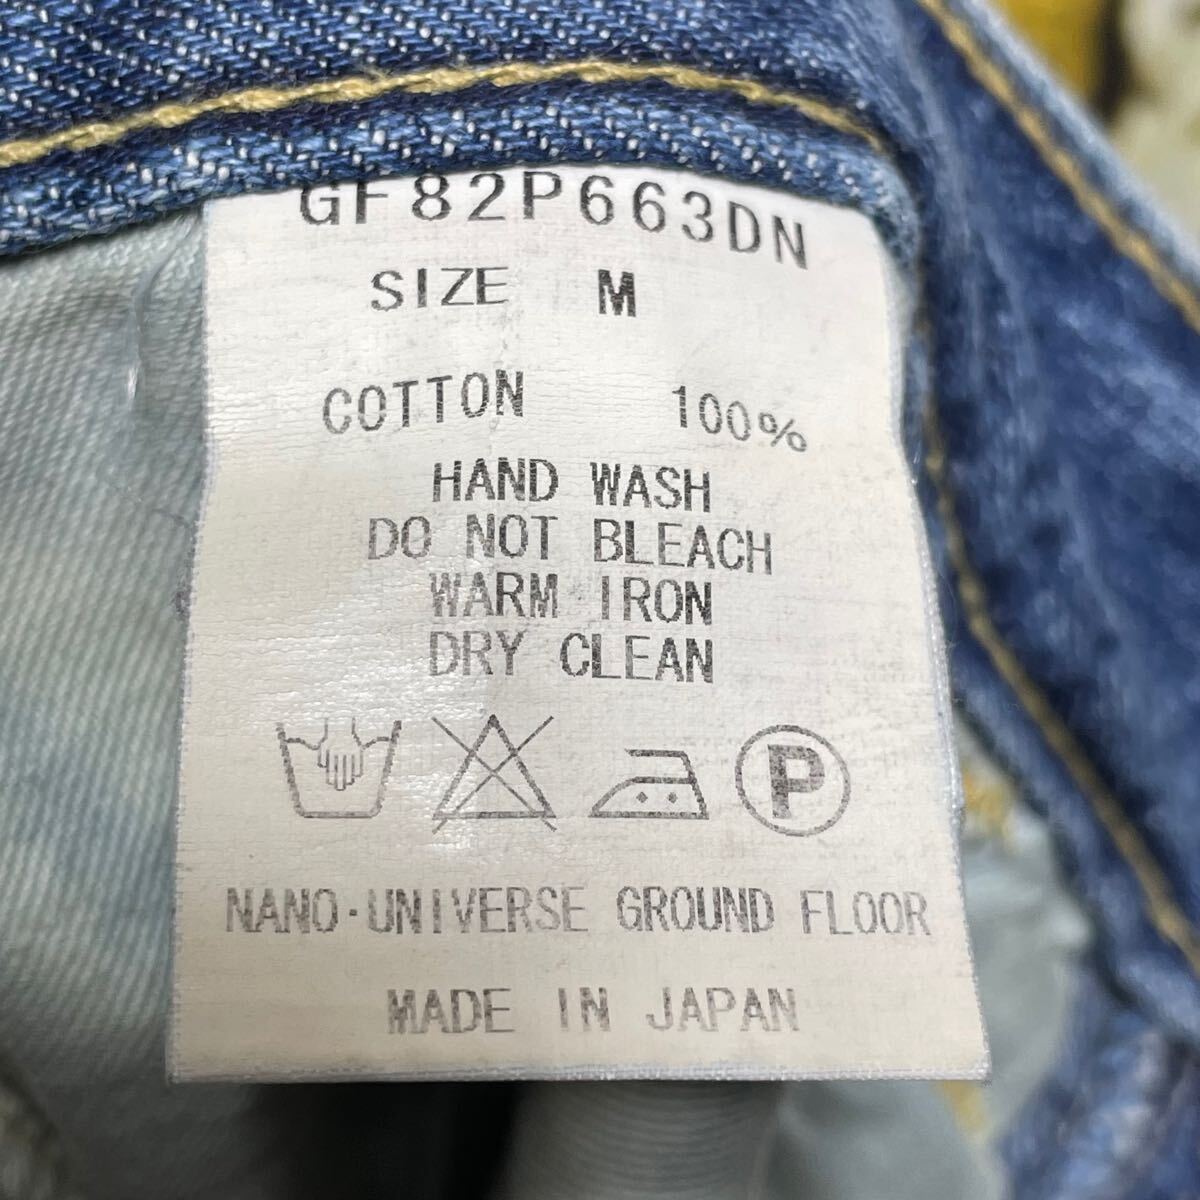 GF82P663DN
SIZE M
COTTON 100%
HAND WASH
DO NOT BLEACH
WARM IRON
DRY CLEAN
P
NANO·UNIVERSE GROUND FLOOR
MADE IN JAPAN